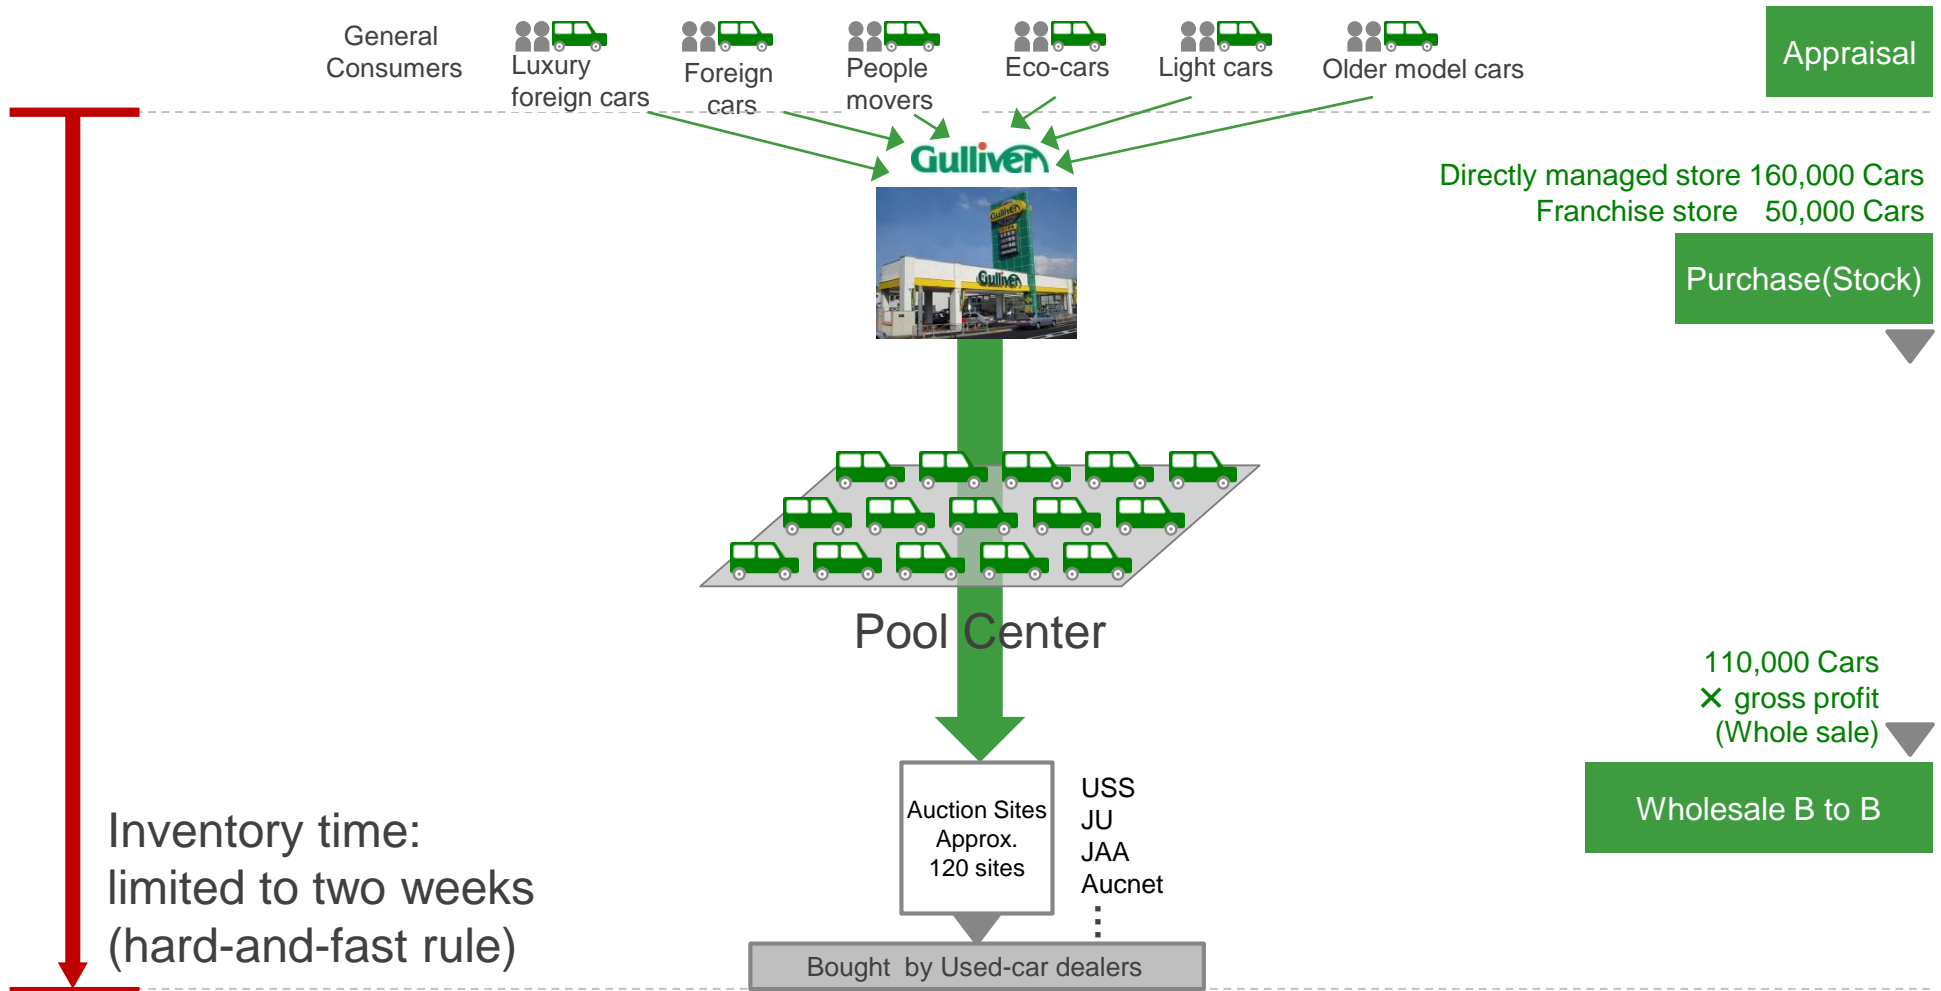 General
Consumers
Luxury
foreign cars
Foreign
cars
People
movers
Eco-cars
Light cars
Older model cars
Appraisal
Gulliver
Directly managed store 160,000 Cars
Franchise store 50,000 Cars
Purchase(Stock)
Gulliver
Gulliver
Pool Center
110,000 Cars
✕ gross profit
(Whole sale)
Wholesale B to B
Auction Sites
Approx.
120 sites
USS
JU
JAA
Aucnet
Inventory time:
limited to two weeks
(hard-and-fast rule)
Bought by Used-car dealers